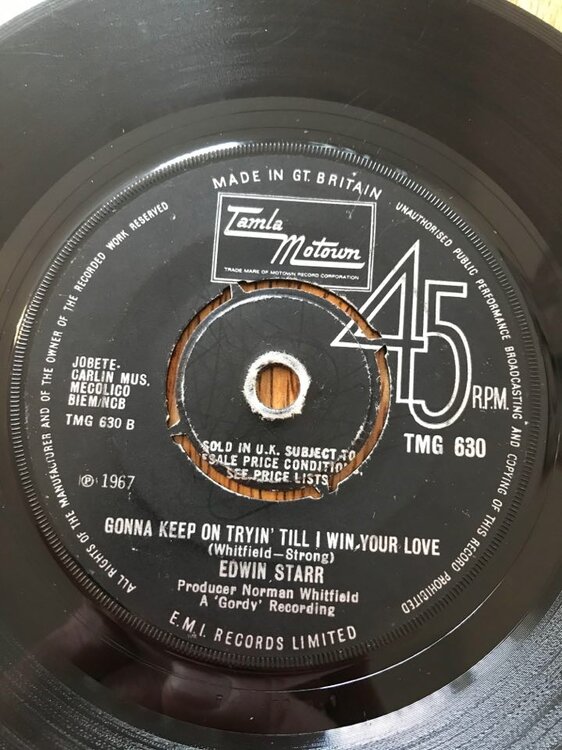 MADE IN GT. BRITAIN
Tamla
Motown
TRADE MARK OF MOTOWN RECORD CORPORATION
45
R.P.M.
TMG 630
JOBETE-
CARLIN MUS.
MECOLICO
BIEM/NCB
TMG 630 B
Ⓟ 1967
SOLD IN U.K. SUBJECT TO
ESALE PRICE CONDITION
SEE PRICE LISTS
GONNA KEEP ON TRYIN' TILL I WIN YOUR LOVE
(Whitfield—Strong)
EDWIN STARR
Producer Norman Whitfield
A 'Gordy' Recording
E.M.I. RECORDS LIMITED
ALL RIGHTS OF THE MANUFACTURER AND OF THE OWNER OF THE RECORDED WORK RESERVED
UNAUTHORISED PUBLIC PERFORMANCE BROADCASTING AND COPYING OF THIS RECORD PROHIBITED